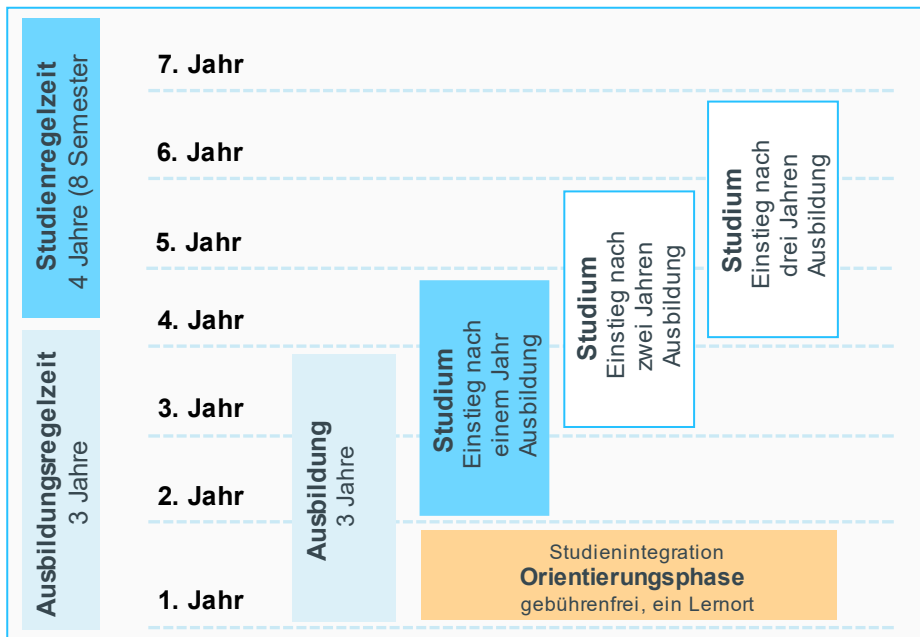 Studienregelzeit
4 Jahre (8 Semester
Ausbildungsregelzeit
3 Jahre
7. Jahr
6. Jahr
5. Jahr
4. Jahr
3. Jahr
2. Jahr
1. Jahr
Ausbildung
3 Jahre
Studium
Einstieg nach
einem Jahr
Ausbildung
Studium
Einstieg nach
zwei Jahren
Ausbildung
Studium
Einstieg nach
drei Jahren
Ausbildung
Studienintegration
Orientierungsphase
gebührenfrei, ein Lernort